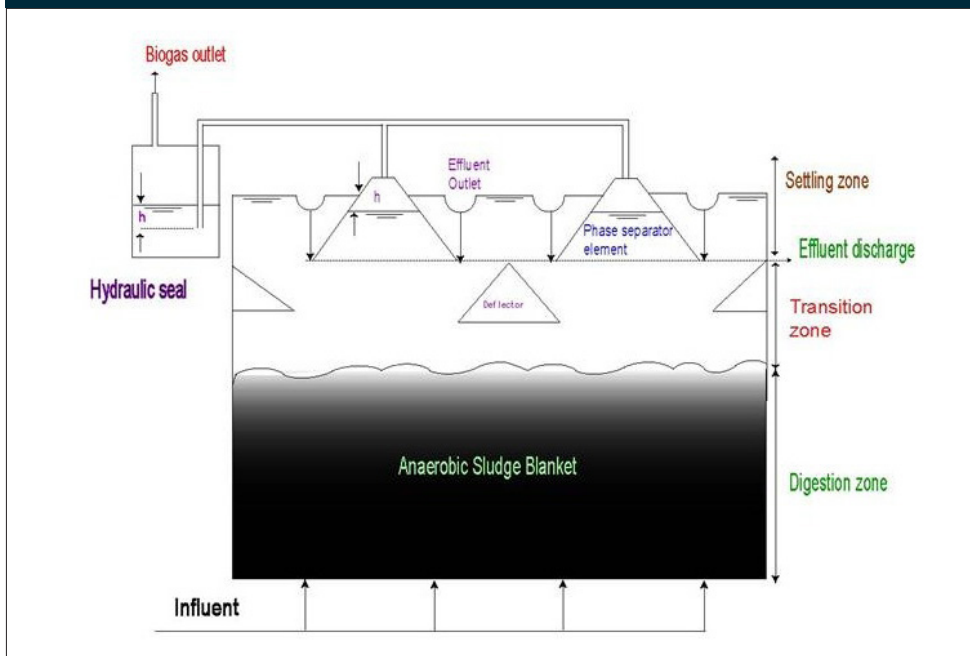 Biogas outlet
Effluent
Outlet
Settling zone
h
h
Phase separator
element
Effluent discharge
Hydraulic seal
Deflector
Transition
zone
Anaerobic Sludge Blanket
Digestion zone
Influent